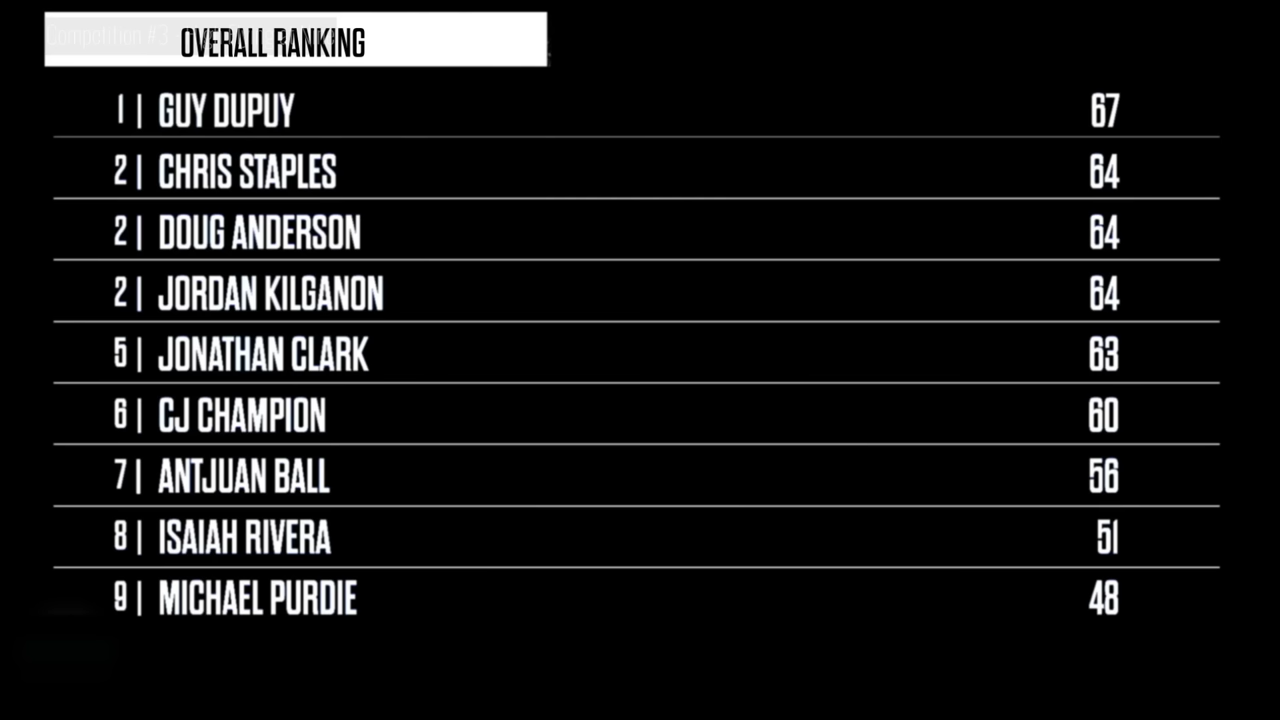 Competition #3
OVERALL RANKING
1 | GUY DUPUY 67
2 | CHRIS STAPLES 64
2 | DOUG ANDERSON 64
2 | JORDAN KILGANON 64
5 | JONATHAN CLARK 63
6 | CJ CHAMPION 60
7 | ANTJUAN BALL 56
8 | ISAIAH RIVERA 51
9 | MICHAEL PURDIE 48